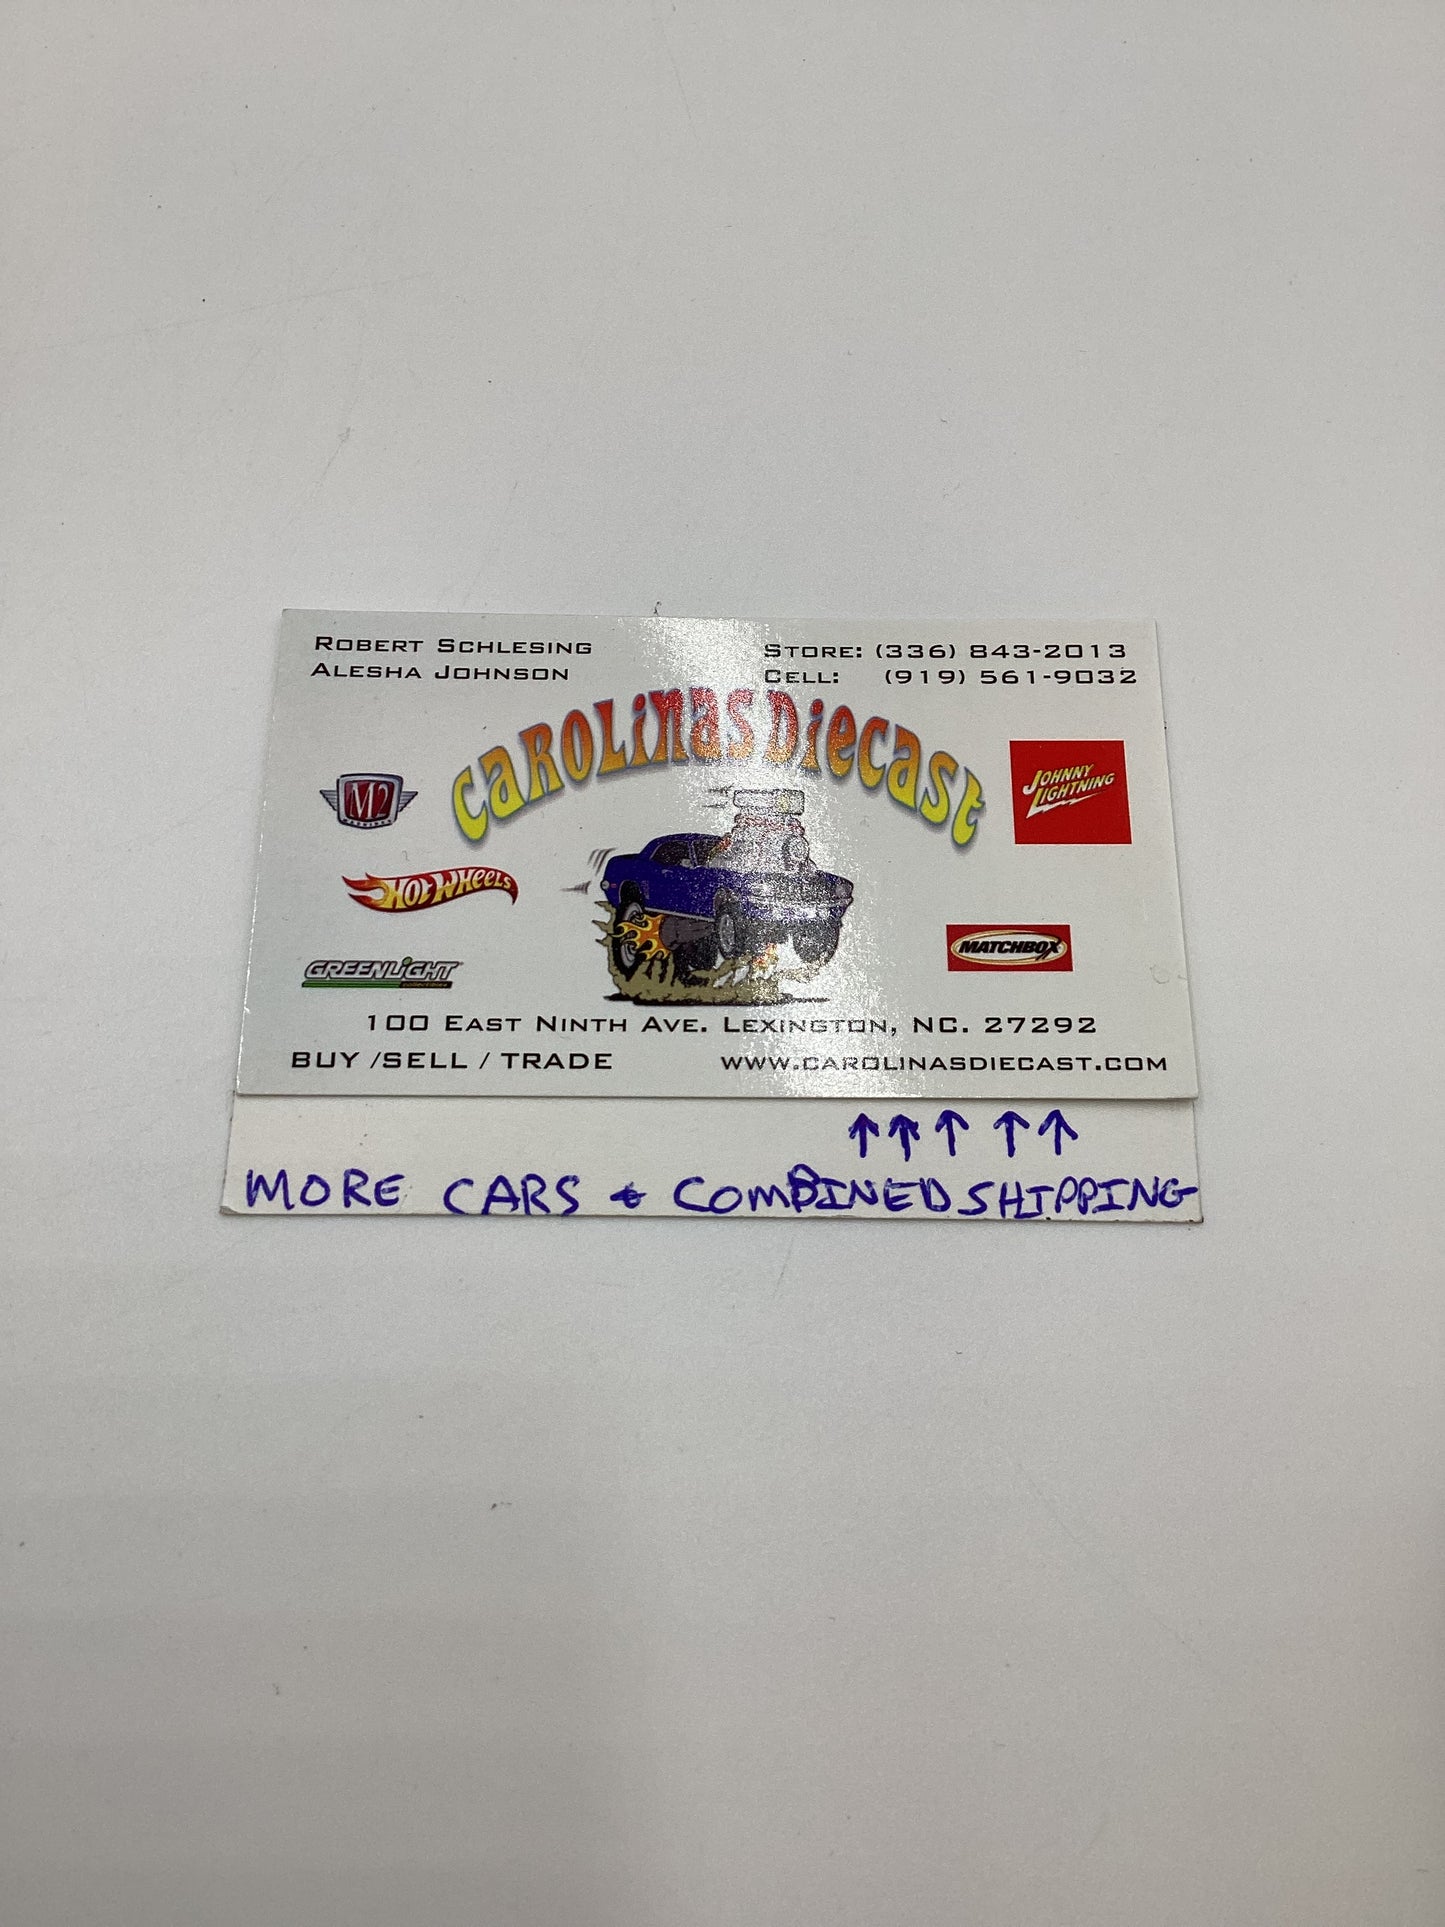 ROBERT SCHLESING
ALESHA JOHNSON
STORE: (336) 843-2013
CELL: (919) 561-9032
CAROLINAS DIECAST
M2
JOHNNY
LIGHTNING
HOT WHEELS
MATCHBOX
GREENLIGHT
collectibles
100 EAST NINTH AVE. LEXINGTON, NC. 27292
BUY /SELL / TRADE
WWW.CAROLINASDIECAST.COM
↑↑↑ ↑↑
MORE CARS & COMBINED SHIPPING